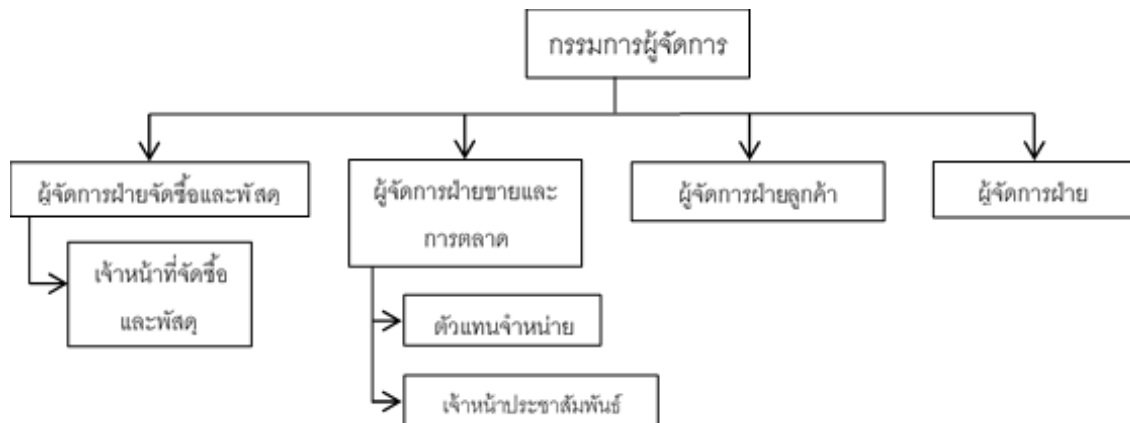 กรรมการผู้จัดการ
ผู้จัดการฝ่ายจัดซื้อและพัสดุ
ผู้จัดการฝ่ายขายและ
การตลาด
ผู้จัดการฝ่ายลูกค้า
ผู้จัดการฝ่าย
เจ้าหน้าที่จัดซื้อ
และพัสดุ
ตัวแทนจำหน่าย
เจ้าหน้าประชาสัมพันธ์